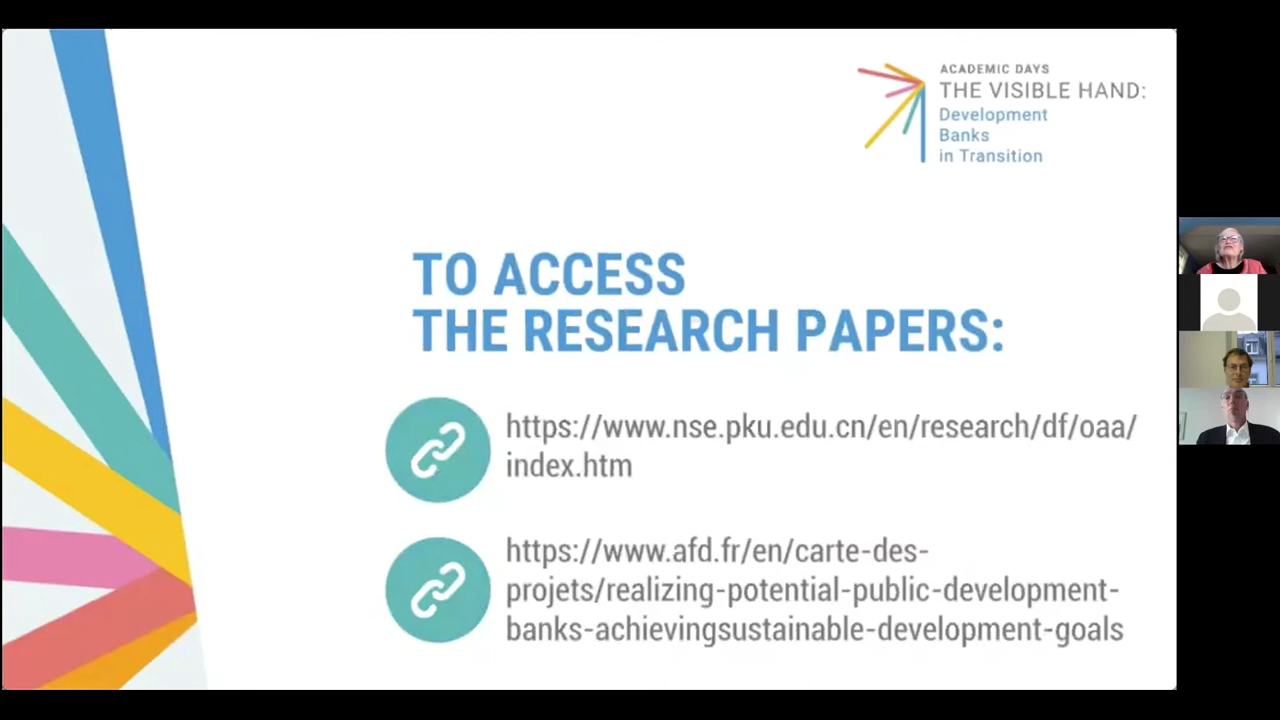 ACADEMIC DAYS
THE VISIBLE HAND:
Development
Banks
in Transition
TO ACCESS
THE RESEARCH PAPERS:
https://www.nse.pku.edu.cn/en/research/df/oaa/
index.htm
https://www.afd.fr/en/carte-des-
projets/realizing-potential-public-development-
banks-achievingsustainable-development-goals